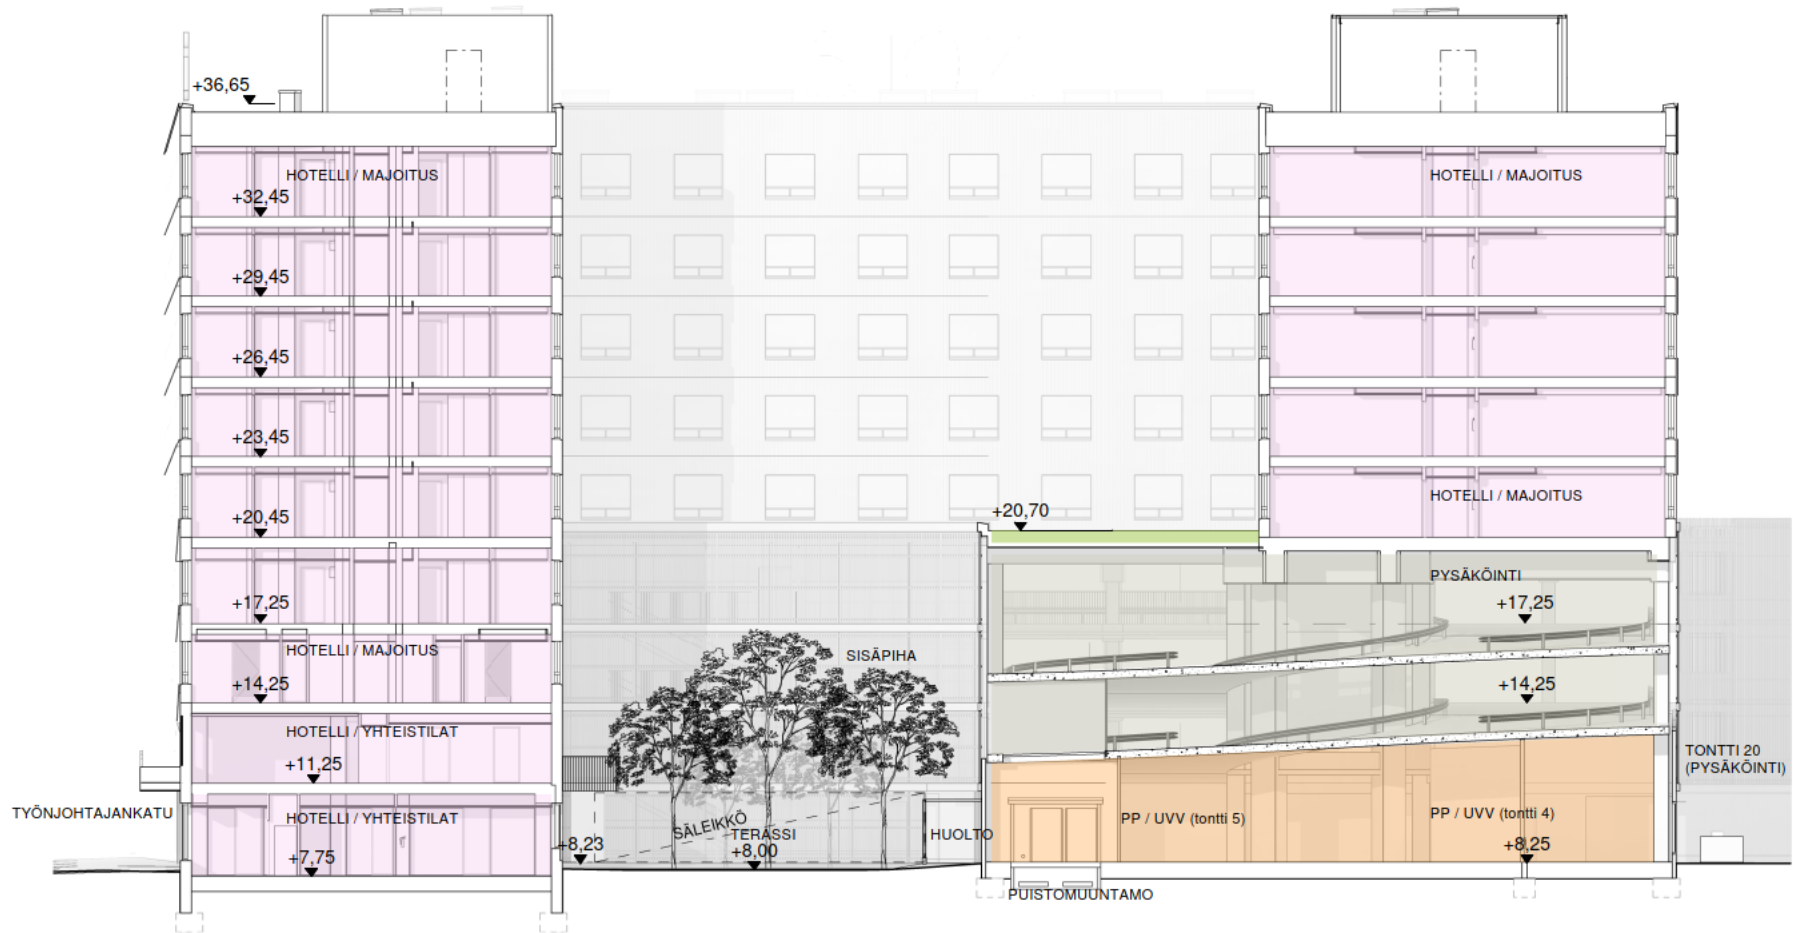 +36,65
HOTELLI / MAJOITUS
HOTELLI / MAJOITUS
+32,45
+29,45
+26,45
+23,45
HOTELLI / MAJOITUS
+20,45
+20,70
PYSÄKÖINTI
+17,25
+17,25
HOTELLI / MAJOITUS
SISÄPIHA
+14,25
+14,25
HOTELLI / YHTEISTILAT
+11,25
TONTTI 20
(PYSÄKÖINTI)
TYÖNJOHTAJANKATU
HOTELLI / YHTEISTILAT
SÄLEIKKÖ
TERASSI
HUOLTO
PP / UVV (tontti 5)
PP / UVV (tontti 4)
+7,75
+8,23
+8,00
+8,25
PUISTOMUUNTAMO